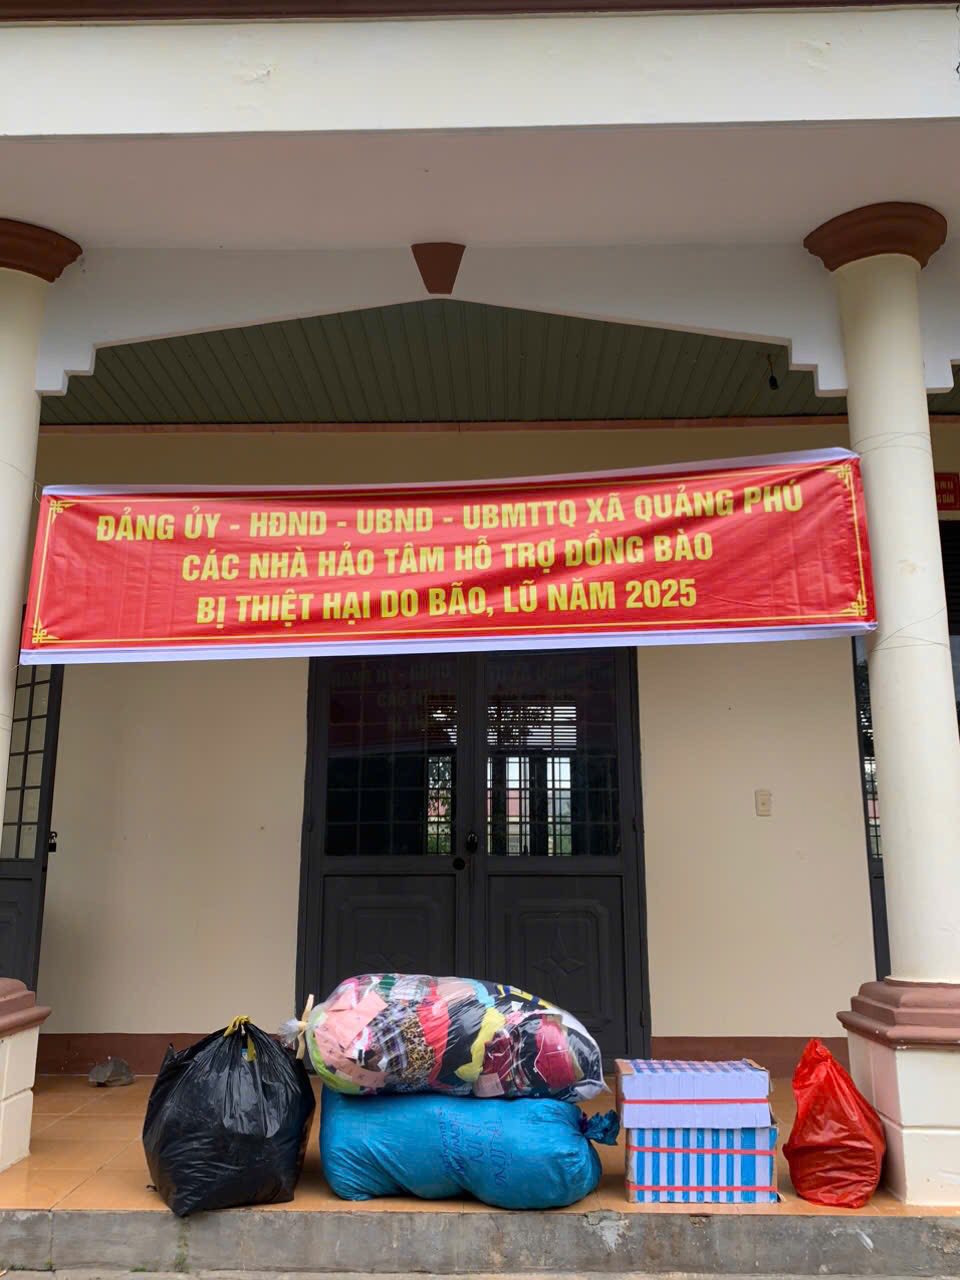 ĐẢNG ỦY - HĐND - UBND - UBMTTQ XÃ QUẢNG PHÚ
CÁC NHÀ HẢO TÂM HỖ TRỢ ĐỒNG BÀO
BỊ THIỆT HẠI DO BÃO, LŨ NĂM 2025